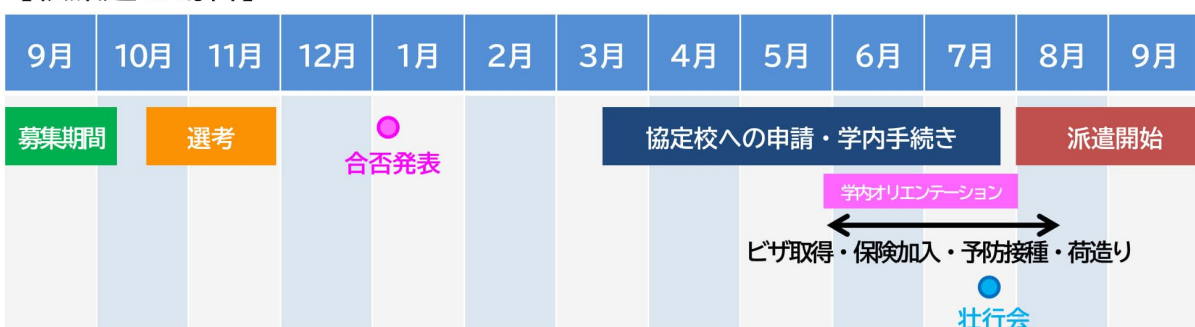 9月 10月 11月 12月 1月 2月 3月 4月 5月 6月 7月 8月 9月
募集期間 選考 協定校への申請・学内手続き 派遣開始
合否発表
学内オリエンテーション
ビザ取得・保険加入・予防接種・荷造り
壮行会